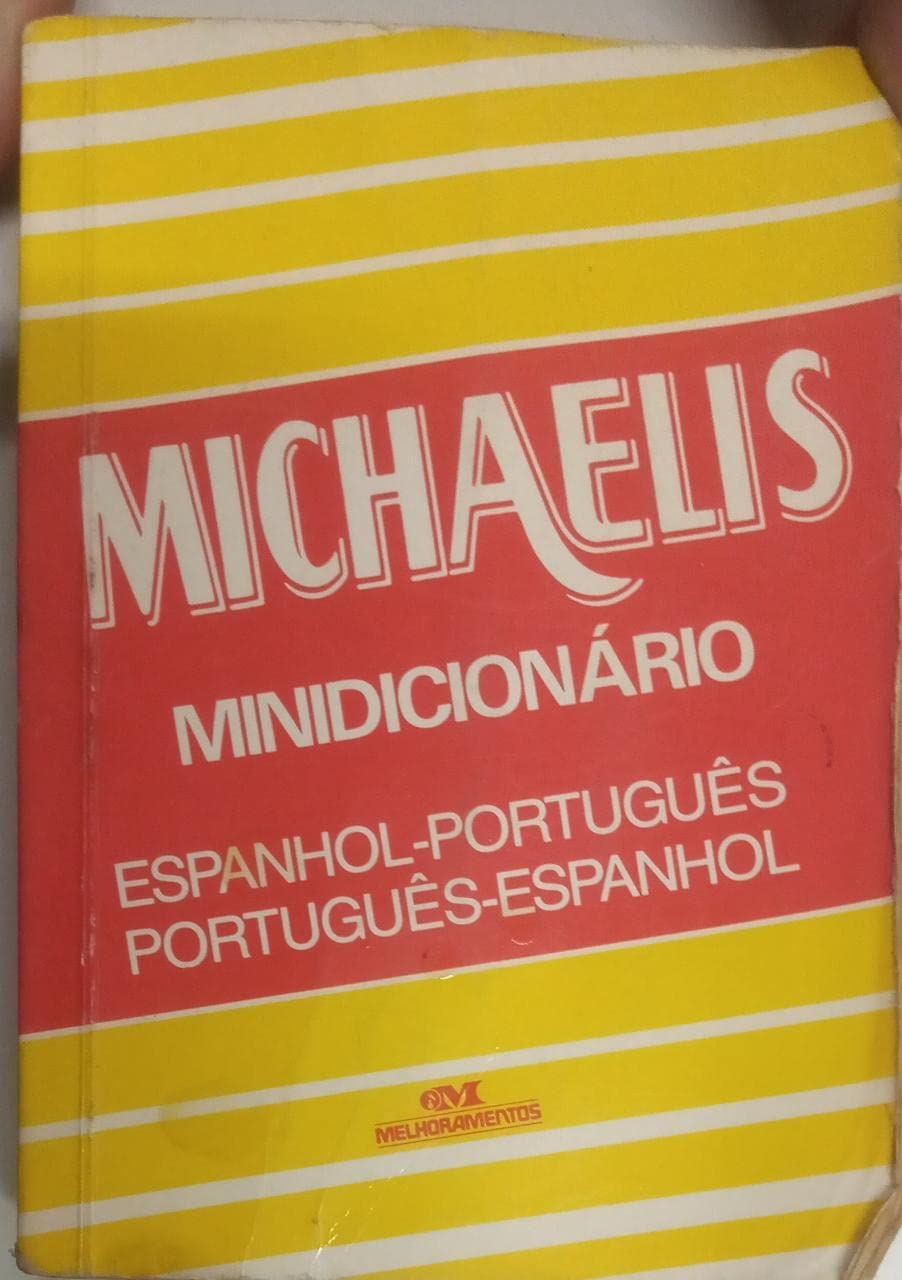 MICHAELIS
MINIDICIONÁRIO
ESPANHOL-PORTUGUÊS
PORTUGUÊS-ESPANHOL
MELHORAMENTOS